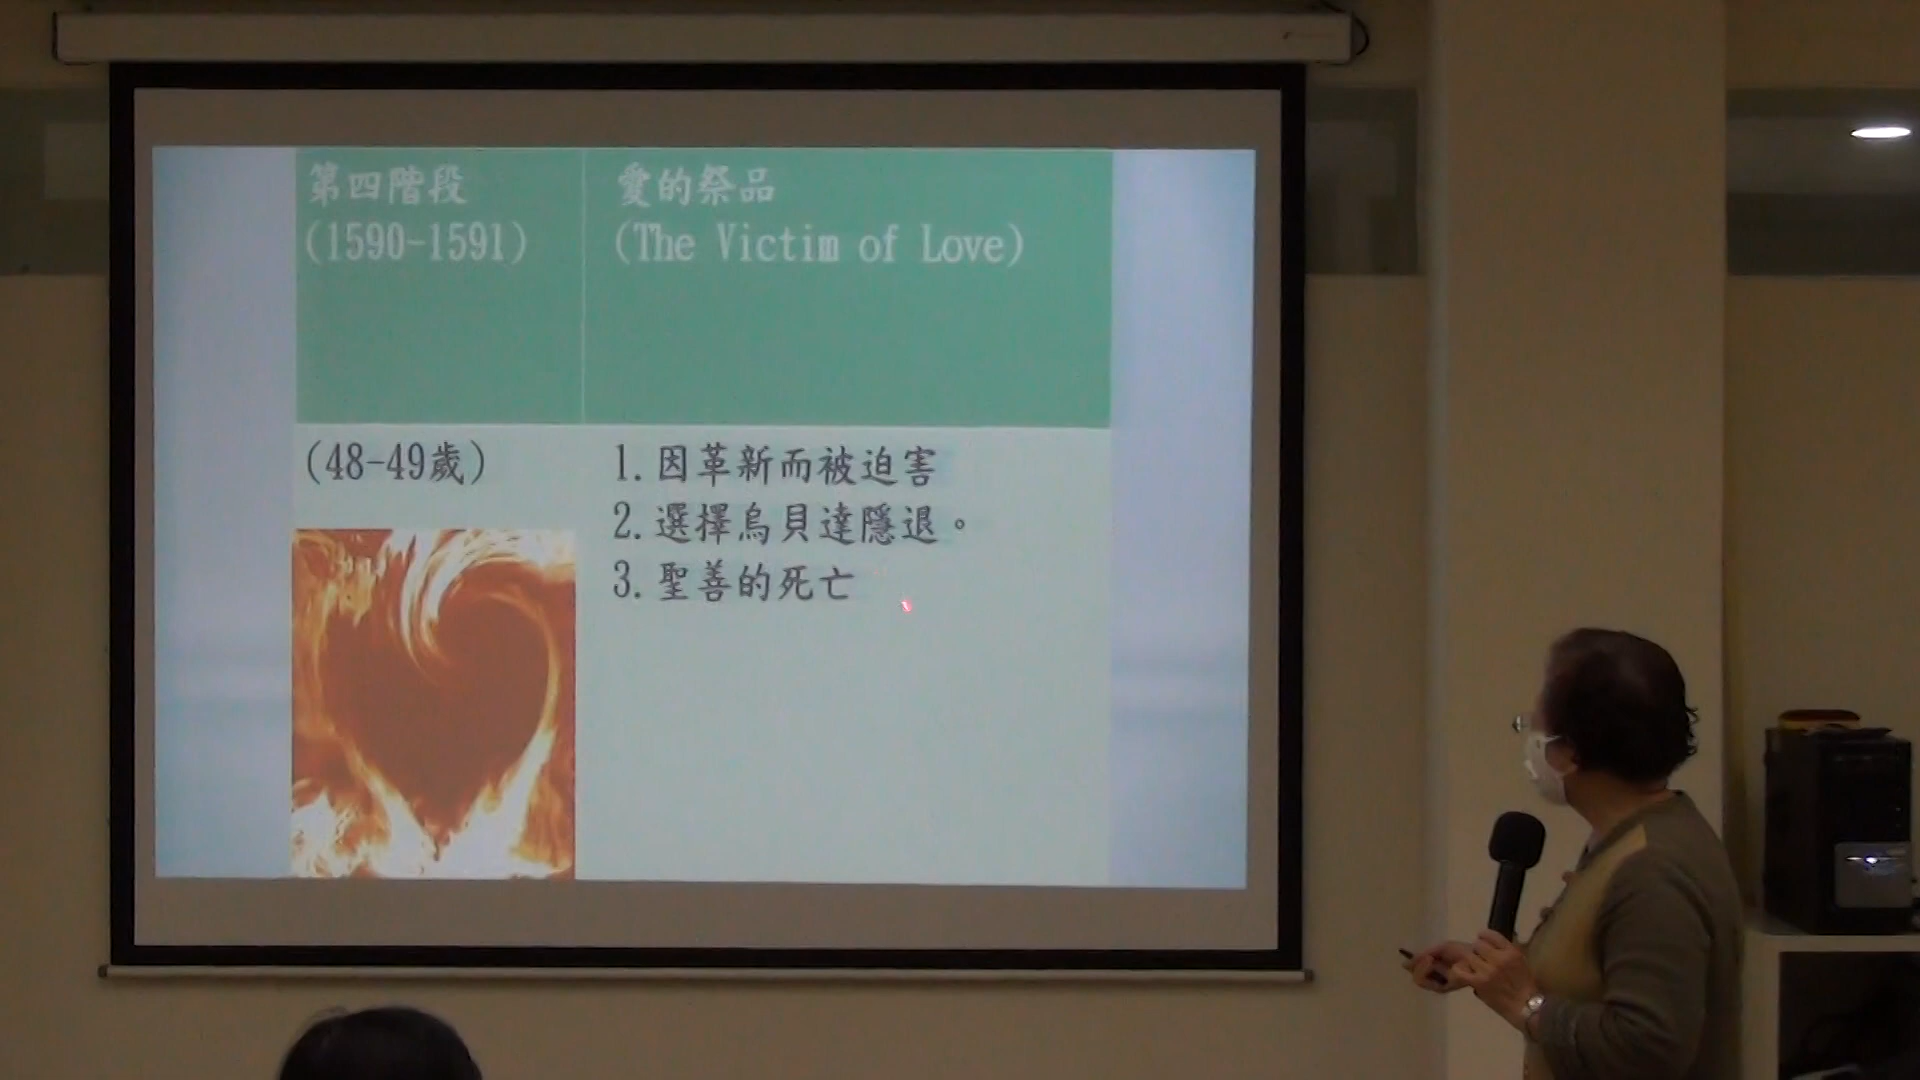 第四階段
(1590-1591)
愛的祭品
(The Victim of Love)
(48-49歲)
1.因革新而被迫害
2.選擇烏貝達隱退。
3.聖善的死亡